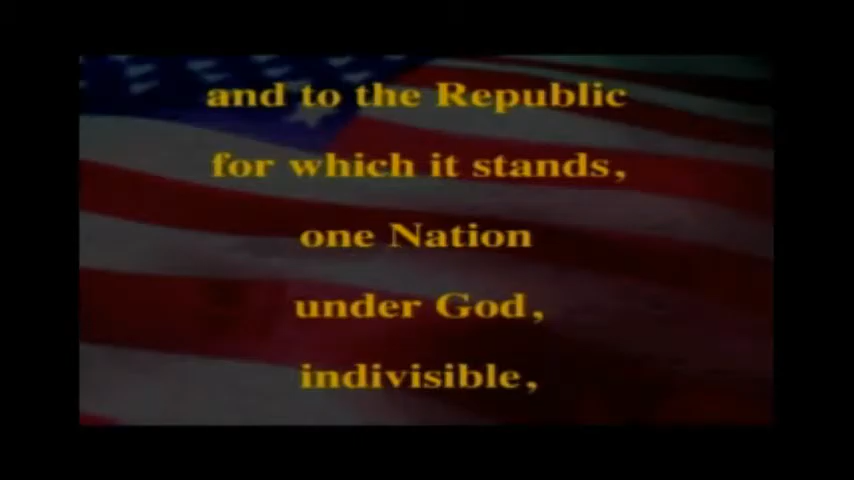 and to the Republic
for which it stands,
one Nation
under God,
indivisible,